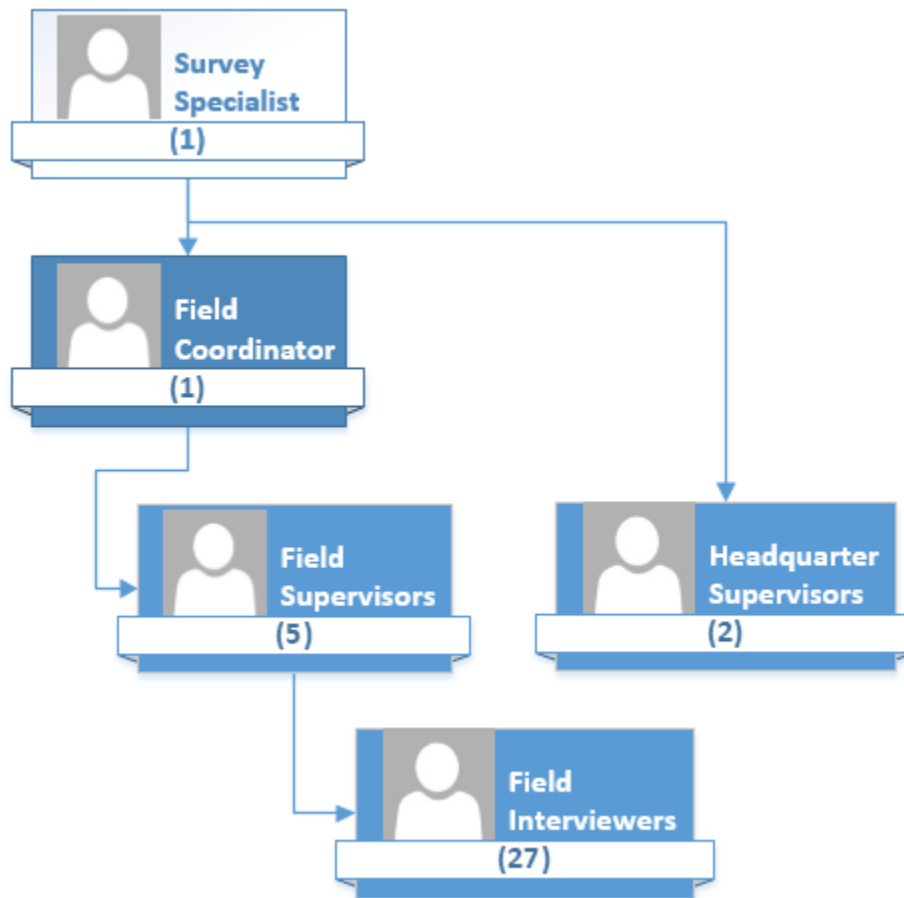 Survey
Specialist
(1)
Field
Coordinator
(1)
Field
Supervisors
(5)
Headquarter
Supervisors
(2)
Field
Interviewers
(27)